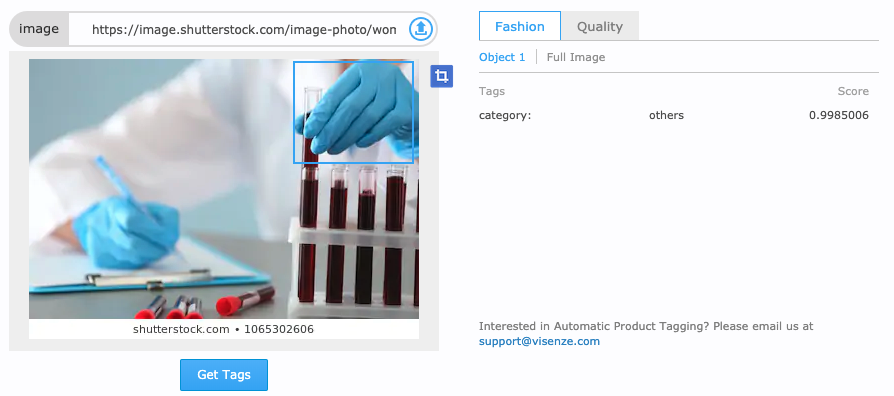 image
https://image.shutterstock.com/image-photo/won
shutterstock.com • 1065302606
Get Tags
Fashion
Quality
Object 1
Full Image
Tags
Score
category:
others
0.9985006
Interested in Automatic Product Tagging? Please email us at
support@visenze.com